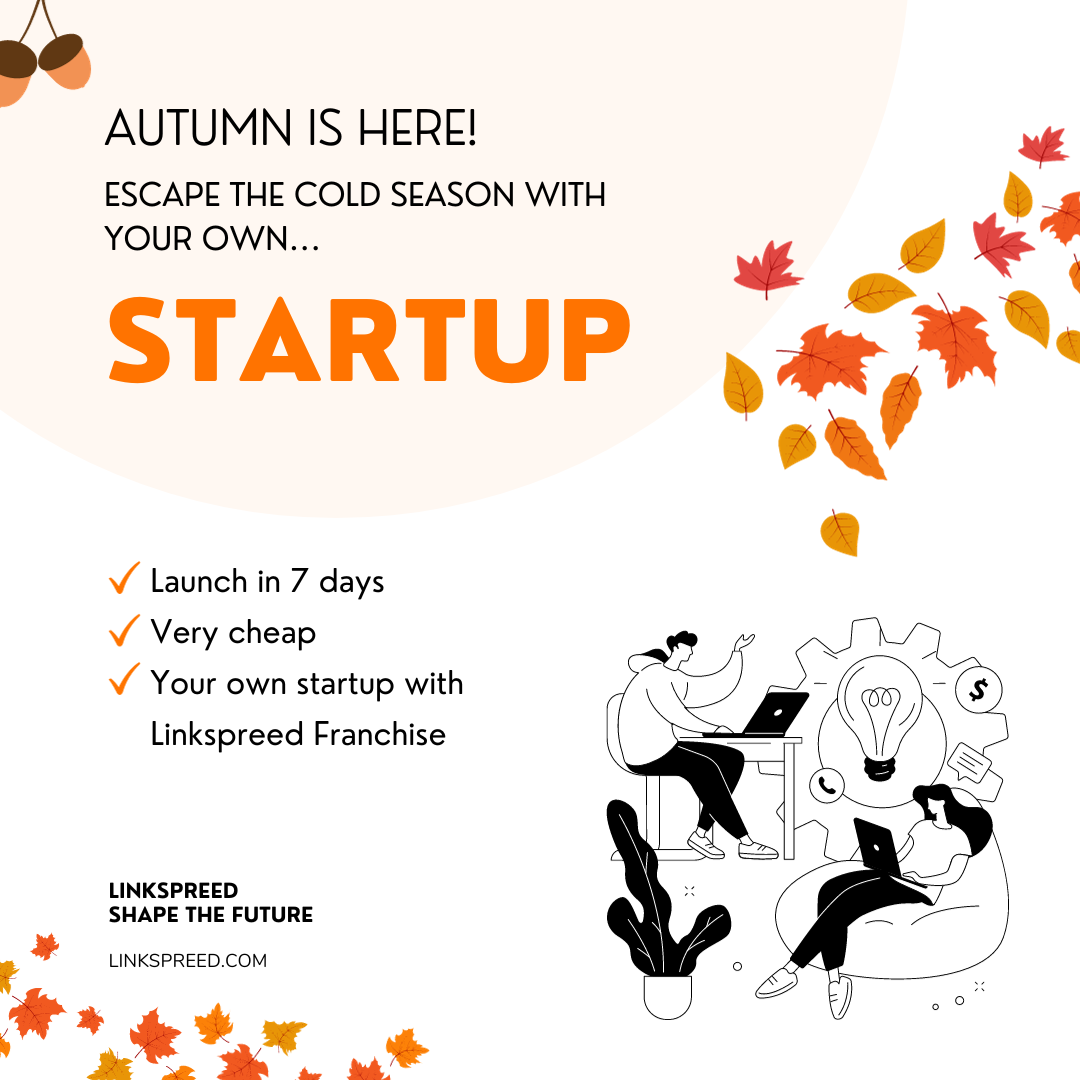 AUTUMN IS HERE!
ESCAPE THE COLD SEASON WITH
YOUR OWN...
STARTUP
Launch in 7 days
Very cheap
Your own startup with
Linkspreed Franchise
$
LINKSPREED
SHAPE THE FUTURE
LINKSPREED.COM